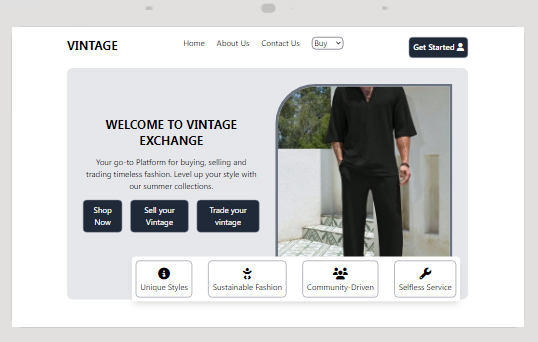 VINTAGE
Home About Us Contact Us Buy
Get Started
WELCOME TO VINTAGE
EXCHANGE
Your go-to Platform for buying, selling and
trading timeless fashion. Level up your style with
our summer collections.
Shop
Now
Sell your
Vintage
Trade your
vintage
Unique Styles
Sustainable Fashion
Community-Driven
Selfless Service